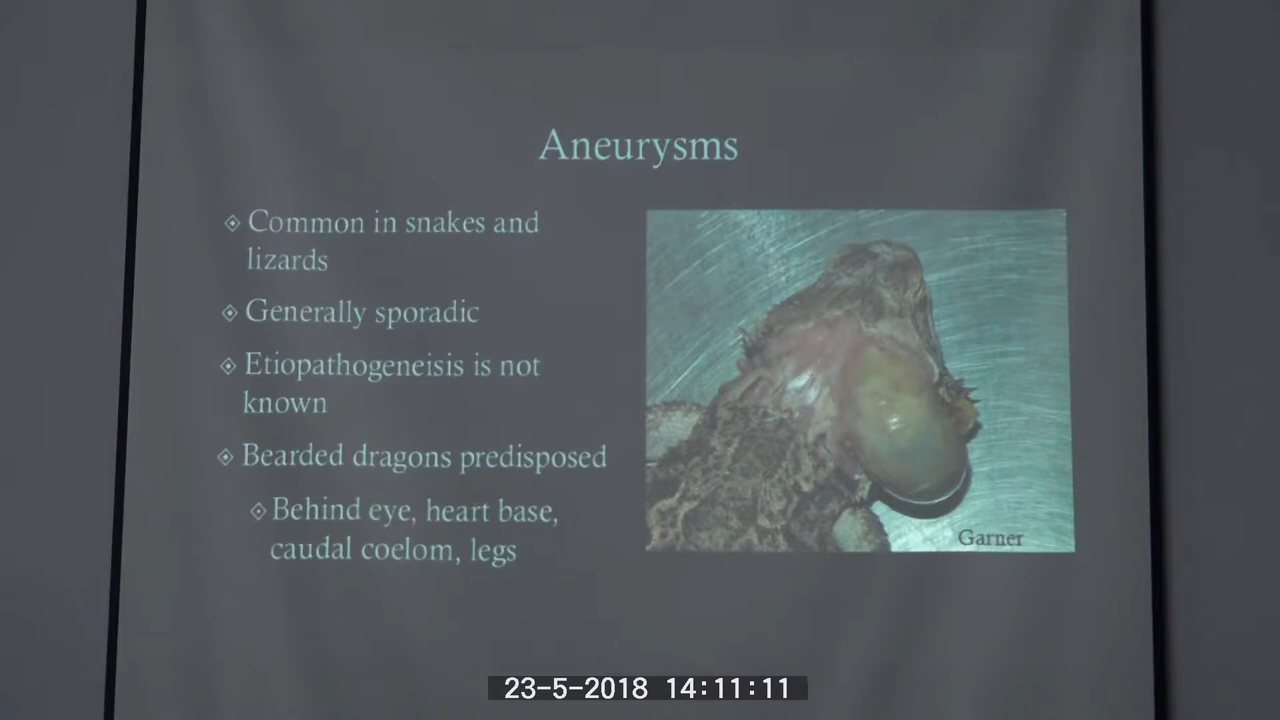 Aneurysms
Common in snakes and
lizards
Generally sporadic
Etiopathogeneisis is not
known
Bearded dragons predisposed
Behind eye, heart base,
caudal coelom, legs
Garner
23-5-2018 14:11:11